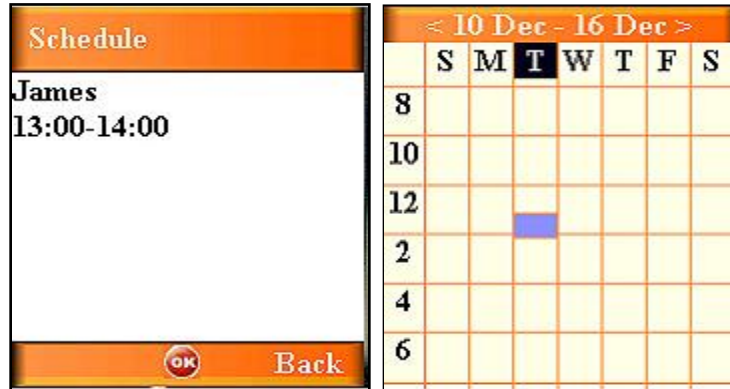 Schedule
James
13:00-14:00
OK Back
< 10 Dec - 16 Dec >
S M T W T F S
8
10
12
2
4
6